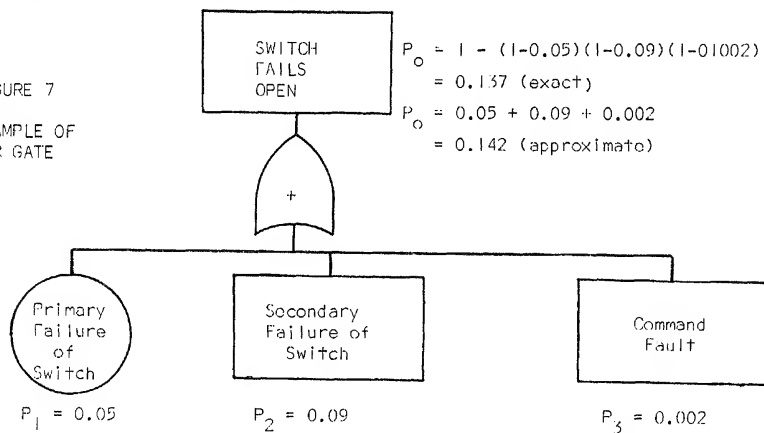 SWITCH
FAILS
OPEN
P_o = 1 - (1-0.05)(1-0.09)(1-01002)
= 0.137 (exact)
P_o = 0.05 + 0.09 + 0.002
= 0.142 (approximate)
GURE 7
AMPLE OF
GATE
+
Primary
Failure
of
Switch
Secondary
Failure of
Switch
Command
Fault
P_1 = 0.05
P_2 = 0.09
P_3 = 0.002